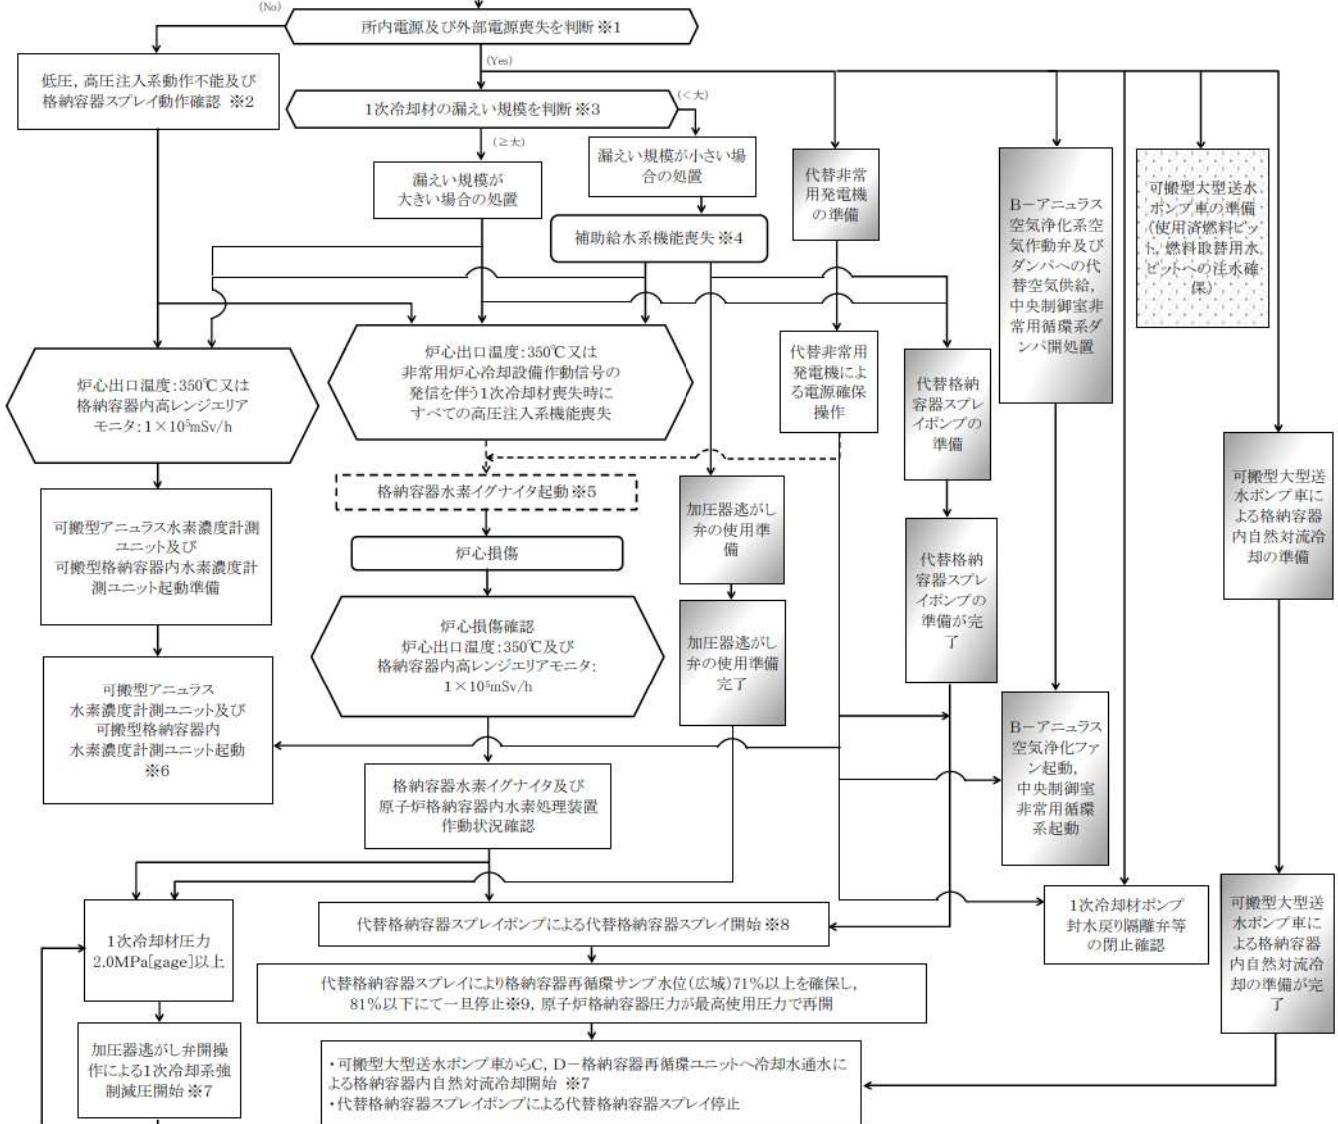 (No)
所内電源及び外部電源喪失を判断※1
(Yes)
低圧，高圧注入系動作不能及び
格納容器スプレイ動作確認 ※2
1次冷却材の漏えい規模を判断※3
(＜大)
(≥大)
漏えい規模が
大きい場合の処置
漏えい規模が小さい場
合の処置
補助給水系機能喪失※4
代替非常
用発電機
の準備
B－アニュラス
空気浄化系空
気作動弁及び
ダンパへの代
替空気供給，
中央制御室非
常用循環系ダ
ンパ開処置
可搬型大型送水
ポンプ車の準備
（使用済燃料ピッ
ト，燃料取替用水
ピットへの注水確
保）
炉心出口温度：350℃又は
格納容器内高レンジエリア
モニタ：1×10⁵mSv/h
炉心出口温度：350℃又は
非常用炉心冷却設備作動信号の
発信を伴う1次冷却材喪失時に
すべての高圧注入系機能喪失
代替非常用
発電機によ
る電源確保
操作
代替格納
容器スプレ
イポンプの
準備
可搬型大型送
水ポンプ車に
よる格納容器
内自然対流冷
却の準備
格納容器水素イグナイタ起動※5
可搬型アニュラス水素濃度計測
ユニット及び
可搬型格納容器内水素濃度計
測ユニット起動準備
加圧器逃がし
弁の使用準
備
炉心損傷
代替格納
容器スプレ
イポンプの
準備が完
了
炉心損傷確認
炉心出口温度：350℃及び
格納容器内高レンジエリアモニタ：
1×10⁵mSv/h
加圧器逃がし
弁の使用準備
完了
可搬型アニュラス
水素濃度計測ユニット及び
可搬型格納容器内
水素濃度計測ユニット起動
※6
B－アニュラス
空気浄化ファ
ン起動，
中央制御室
非常用循環
系起動
格納容器水素イグナイタ及び
原子炉格納容器内水素処理装置
作動状況確認
1次冷却材圧力
2.0MPa[gage]以上
代替格納容器スプレイポンプによる代替格納容器スプレイ開始※8
1次冷却材ポンプ
封水戻り隔離弁等
の閉止確認
可搬型大型送
水ポンプ車に
よる格納容器
内自然対流冷
却の準備が完
了
代替格納容器スプレイにより格納容器再循環サンプ水位（広域）71％以上を確保し，
81％以下にて一旦停止※9，原子炉格納容器圧力が最高使用圧力で再開
加圧器逃がし弁開操
作による1次冷却系強
制減圧開始※7
・可搬型大型送水ポンプ車からC，D－格納容器再循環ユニットへ冷却水通水に
よる格納容器内自然対流冷却開始 ※7
・代替格納容器スプレイポンプによる代替格納容器スプレイ停止